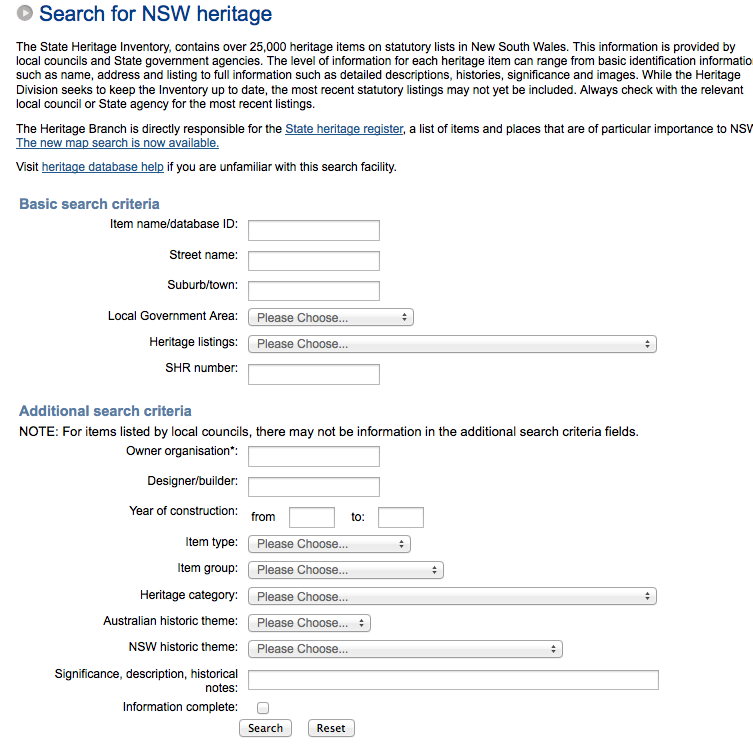 Search for NSW heritage
The State Heritage Inventory, contains over 25,000 heritage items on statutory lists in New South Wales. This information is provided by
local councils and State government agencies. The level of information for each heritage item can range from basic identification informatio
such as name, address and listing to full information such as detailed descriptions, histories, significance and images. While the Heritage
Division seeks to keep the Inventory up to date, the most recent statutory listings may not yet be included. Always check with the relevant
local council or State agency for the most recent listings.
The Heritage Branch is directly responsible for the State heritage register, a list of items and places that are of particular importance to NSW
The new map search is now available.
Visit heritage database help if you are unfamiliar with this search facility.
Basic search criteria
Item name/database ID:
Street name:
Suburb/town:
Local Government Area: Please Choose...
Heritage listings: Please Choose...
SHR number:
Additional search criteria
NOTE: For items listed by local councils, there may not be information in the additional search criteria fields.
Owner organisation*:
Designer/builder:
Year of construction: from to:
Item type: Please Choose...
Item group: Please Choose...
Heritage category: Please Choose...
Australian historic theme: Please Choose...
NSW historic theme: Please Choose...
Significance, description, historical
notes:
Information complete:
Search Reset